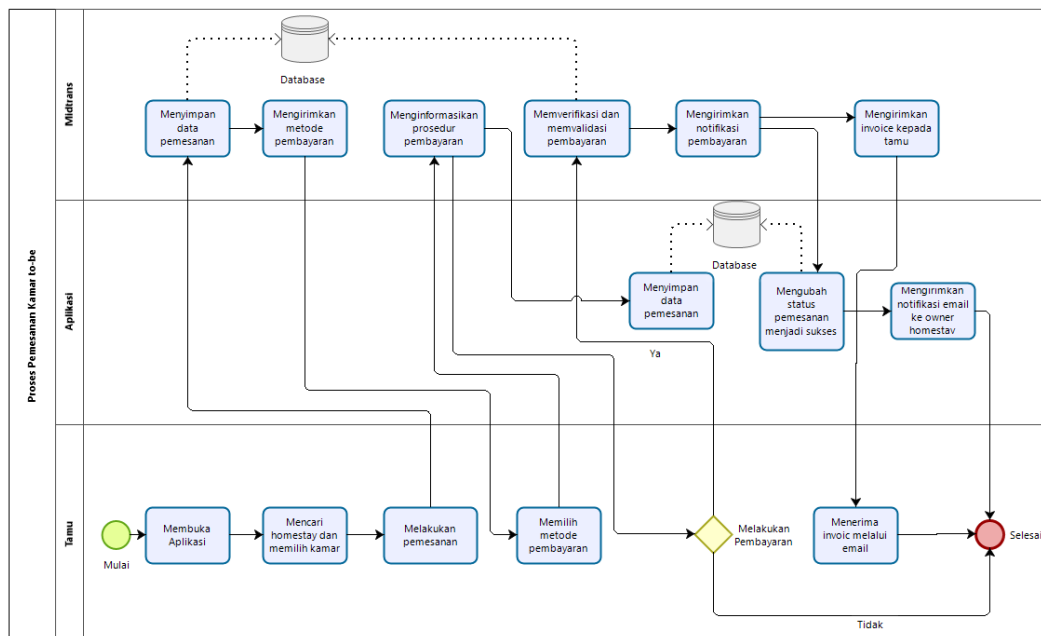 Proses Pemesanan Kamar to-be
Midtrans
Database
Menyimpan
data
pemesanan
Mengirimkan
metode
pembayaran
Menginformasikan
prosedur
pembayaran
Memverifikasi dan
memvalidasi
pembayaran
Mengirimkan
notifikasi
pembayaran
Mengirimkan
invoice kepada
tamu
Aplikasi
Database
Menyimpan
data
pemesanan
Mengubah
status
pemesanan
menjadi sukses
Mengirimkan
notifikasi email
ke owner
homestay
Ya
Tamu
Mulai
Membuka
Aplikasi
Mencari
homestay dan
memilih kamar
Melakukan
pemesanan
Memilih
metode
pembayaran
Melakukan
Pembayaran
Menerima
invoic melalui
email
Selesai
Tidak